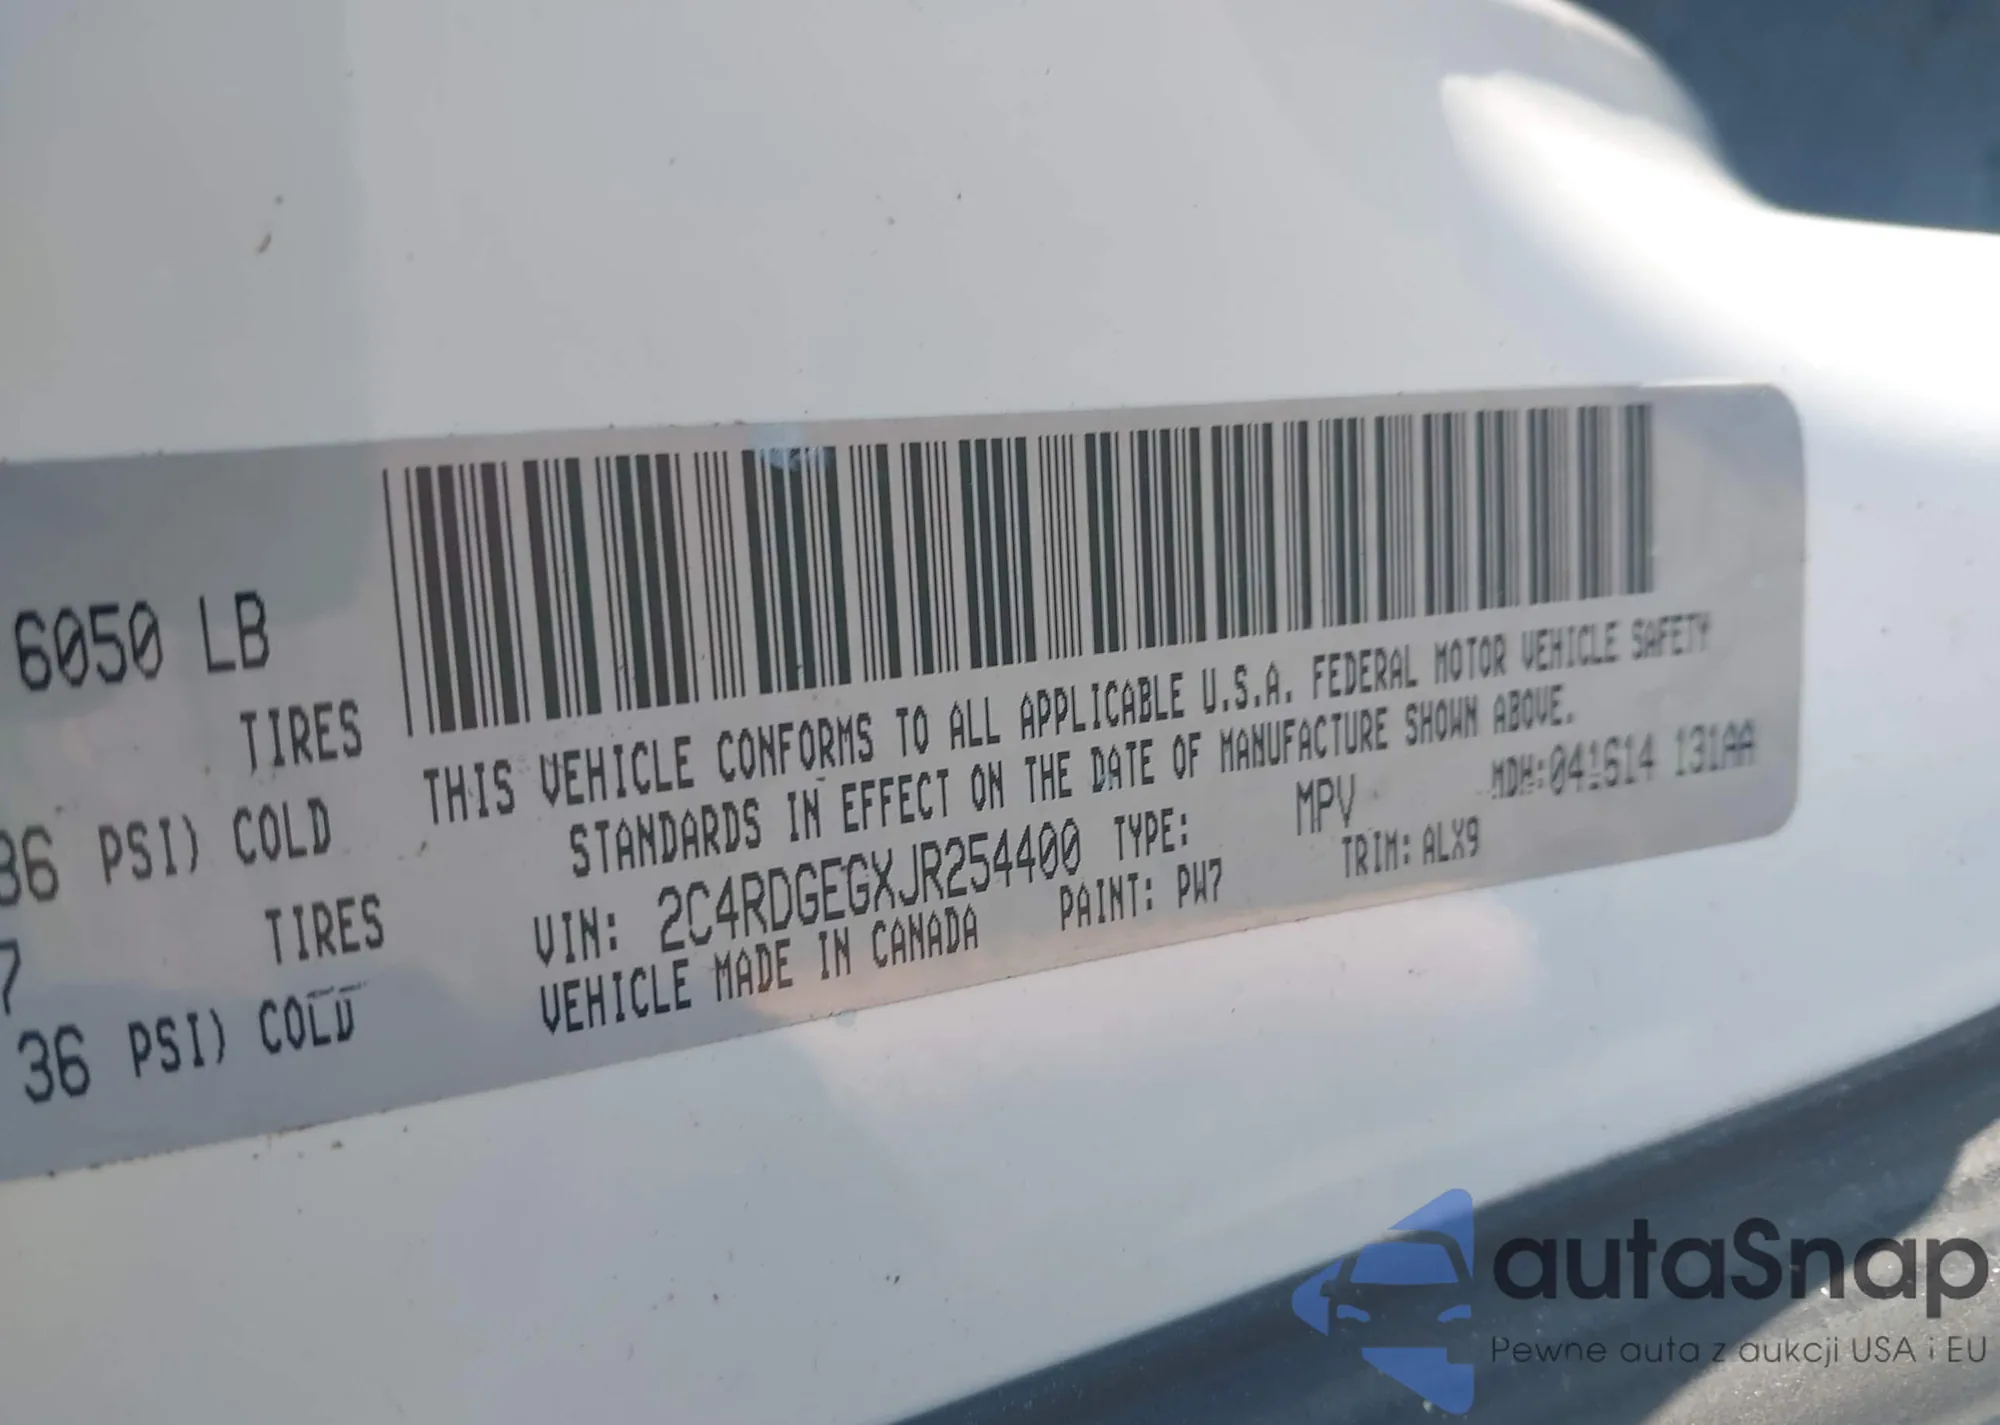 6050 LB
TIRES
36 PSI) COLD
TIRES
7
36 PSI) COLD
THIS VEHICLE CONFORMS TO ALL APPLICABLE U.S.A. FEDERAL MOTOR VEHICLE SAFETY
STANDARDS IN EFFECT ON THE DATE OF MANUFACTURE SHOWN ABOVE.
VIN: 2C4RDGEGXJR254400 TYPE: MPV MDH:041614 131AA
VEHICLE MADE IN CANADA PAINT: PW7 TRIM: ALX9
autaSnap
Pewne auta z aukcji USA i EU